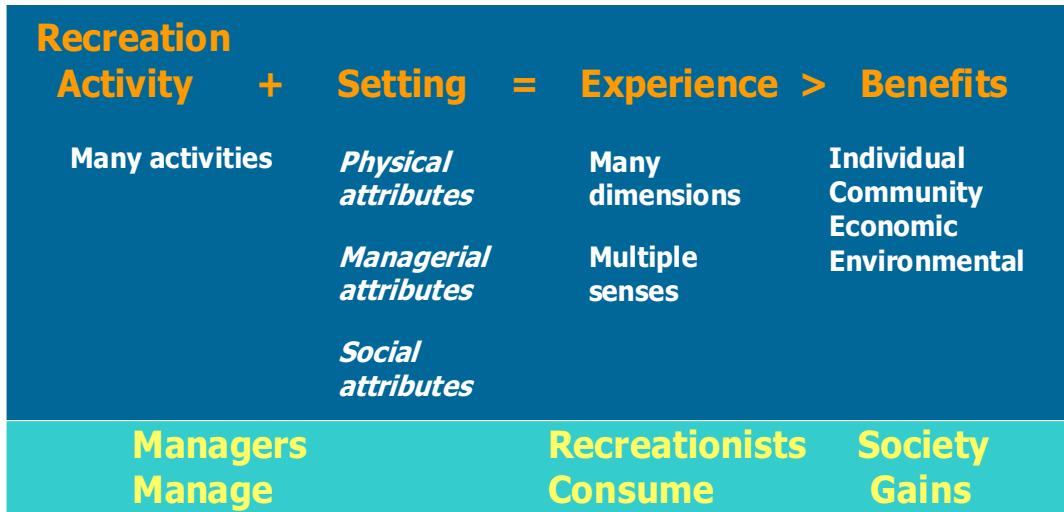 Recreation
Activity + Setting = Experience > Benefits
Many activities
Physical
attributes
Managerial
attributes
Social
attributes
Many
dimensions
Multiple
senses
Individual
Community
Economic
Environmental
Managers
Manage
Recreationists
Consume
Society
Gains